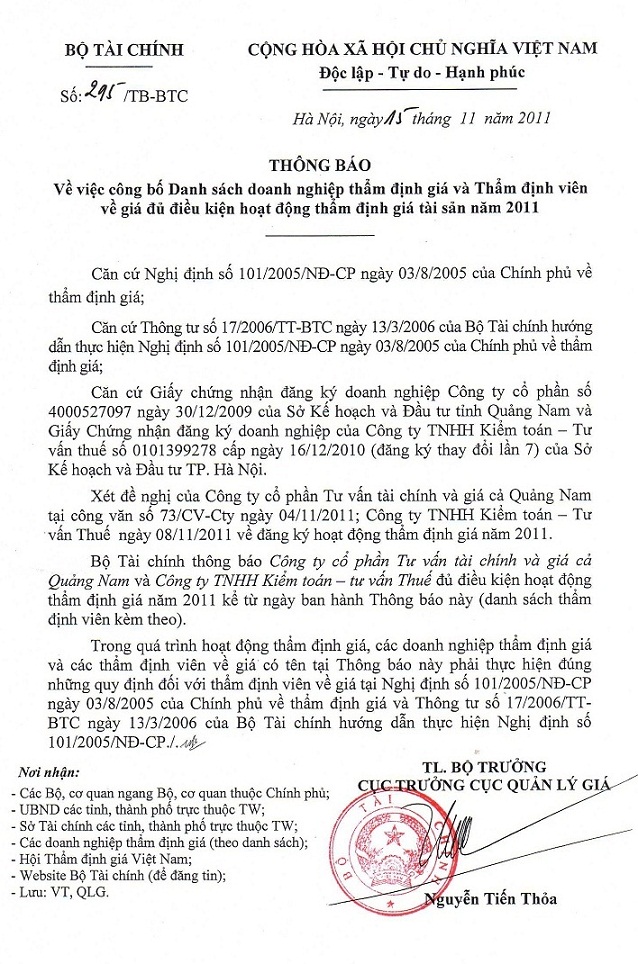 BỘ TÀI CHÍNH
CỘNG HÒA XÃ HỘI CHỦ NGHĨA VIỆT NAM
Độc lập - Tự do - Hạnh phúc
Số: 295 /TB-BTC
Hà Nội, ngày 15 tháng 11 năm 2011
THÔNG BÁO
Về việc công bố Danh sách doanh nghiệp thẩm định giá và Thẩm định viên
về giá đủ điều kiện hoạt động thẩm định giá tài sản năm 2011
Căn cứ Nghị định số 101/2005/NĐ-CP ngày 03/8/2005 của Chính phủ về
thẩm định giá;
Căn cứ Thông tư số 17/2006/TT-BTC ngày 13/3/2006 của Bộ Tài chính hướng
dẫn thực hiện Nghị định số 101/2005/NĐ-CP ngày 03/8/2005 của Chính phủ về thẩm
định giá;
Căn cứ Giấy chứng nhận đăng ký doanh nghiệp Công ty cổ phần số
4000527097 ngày 30/12/2009 của Sở Kế hoạch và Đầu tư tỉnh Quảng Nam và
Giấy Chứng nhận đăng ký doanh nghiệp của Công ty TNHH Kiểm toán – Tư
vấn thuế số 0101399278 cấp ngày 16/12/2010 (đăng ký thay đổi lần 7) của Sở
Kế hoạch và Đầu tư TP. Hà Nội.
Xét đề nghị của Công ty cổ phần Tư vấn tài chính và giá cả Quảng Nam
tại công văn số 73/CV-Cty ngày 04/11/2011; Công ty TNHH Kiểm toán – Tư
vấn Thuế ngày 08/11/2011 về đăng ký hoạt động thẩm định giá năm 2011.
Bộ Tài chính thông báo Công ty cổ phần Tư vấn tài chính và giá cả
Quảng Nam và Công ty TNHH Kiểm toán – tư vấn Thuế đủ điều kiện hoạt động
thẩm định giá năm 2011 kể từ ngày ban hành Thông báo này (danh sách thẩm
định viên kèm theo).
Trong quá trình hoạt động thẩm định giá, các doanh nghiệp thẩm định giá
và các thẩm định viên về giá có tên tại Thông báo này phải thực hiện đúng
những quy định đối với thẩm định viên về giá tại Nghị định số 101/2005/NĐ-CP
ngày 03/8/2005 của Chính phủ về thẩm định giá và Thông tư số 17/2006/TT-
BTC ngày 13/3/2006 của Bộ Tài chính hướng dẫn thực hiện Nghị định số
101/2005/NĐ-CP./.
Nơi nhận:
- Các Bộ, cơ quan ngang Bộ, cơ quan thuộc Chính phủ;
- UBND các tỉnh, thành phố trực thuộc TW;
- Sở Tài chính các tỉnh, thành phố trực thuộc TW;
- Các doanh nghiệp thẩm định giá (theo danh sách);
- Hội Thẩm định giá Việt Nam;
- Website Bộ Tài chính (để đăng tin);
- Lưu: VT, QLG.
TL. BỘ TRƯỞNG
CỤC TRƯỞNG CỤC QUẢN LÝ GIÁ
BỘ TÀI CHÍNH
Nguyễn Tiến Thỏa